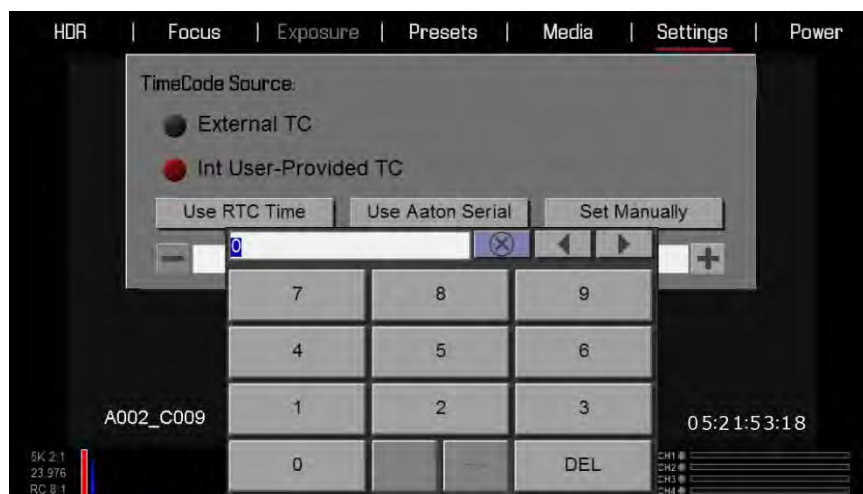 HDR | Focus | Exposure | Presets | Media | Settings | Power
TimeCode Source:
External TC
Int User-Provided TC
Use RTC Time Use Aaton Serial Set Manually
0
7 8 9
4 5 6
1 2 3
0 DEL
A002_C009
05:21:53:18
5K 2:1
23.976
RC 8:1
CH1
CH2
CH3
CH4